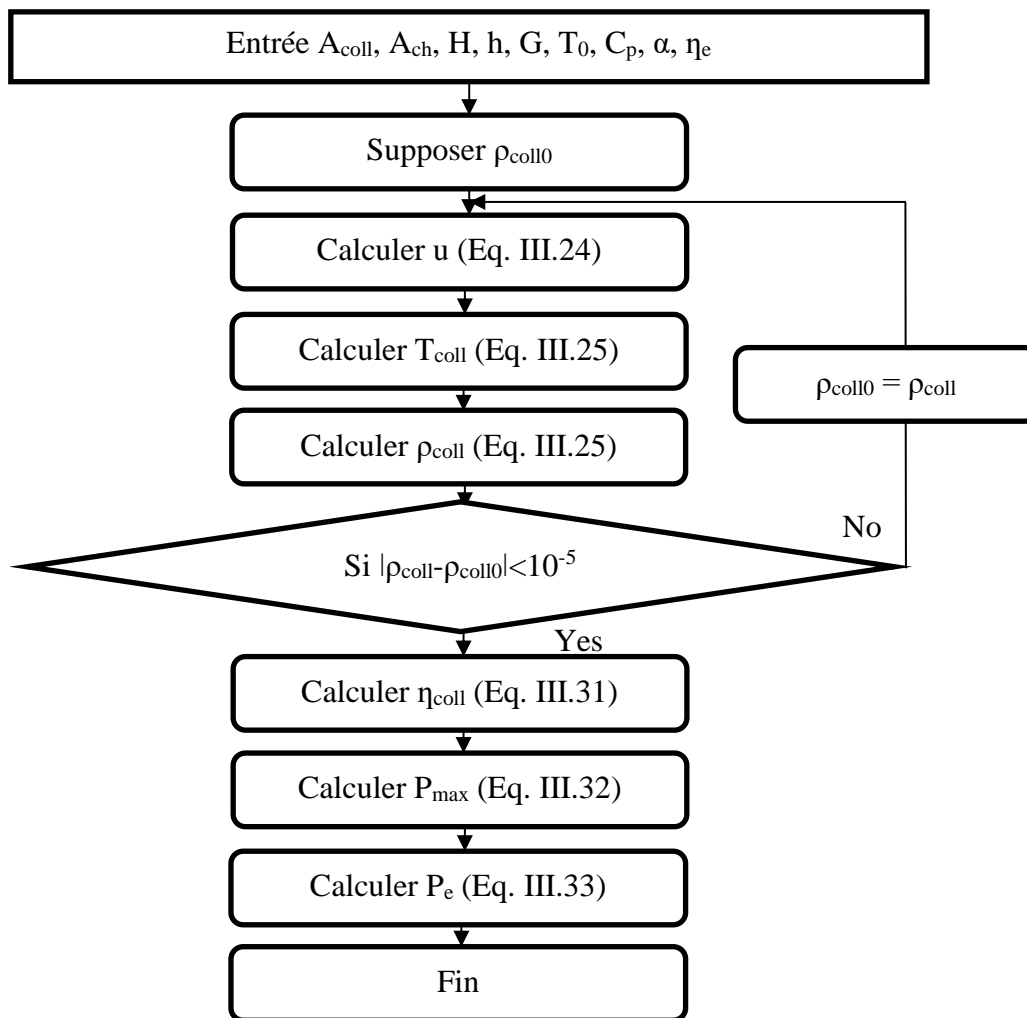 Entrée A_coll, A_ch, H, h, G, T_0, C_p, α, η_e
Supposer ρ_coll0
Calculer u (Eq. III.24)
Calculer T_coll (Eq. III.25)
ρ_coll0 = ρ_coll
Calculer ρ_coll (Eq. III.25)
No
Si |ρ_coll-ρ_coll0|<10^-5
Yes
Calculer η_coll (Eq. III.31)
Calculer P_max (Eq. III.32)
Calculer P_e (Eq. III.33)
Fin